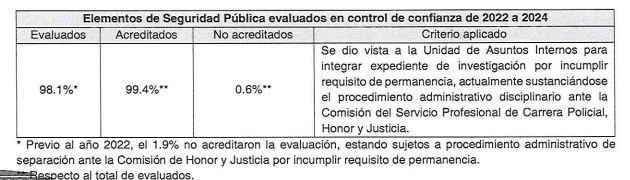 Elementos de Seguridad Pública evaluados en control de confianza de 2022 a 2024
Evaluados Acreditados No acreditados Criterio aplicado
98.1%* 99.4%** 0.6%**
Se dio vista a la Unidad de Asuntos Internos para
integrar expediente de investigación por incumplir
requisito de permanencia, actualmente sustanciándose
el procedimiento administrativo disciplinario ante la
Comisión del Servicio Profesional de Carrera Policial,
Honor y Justicia.
* Previo al año 2022, el 1.9% no acreditaron la evaluación, estando sujetos a procedimiento administrativo de
separación ante la Comisión de Honor y Justicia por incumplir requisito de permanencia.
** Respecto al total de evaluados.